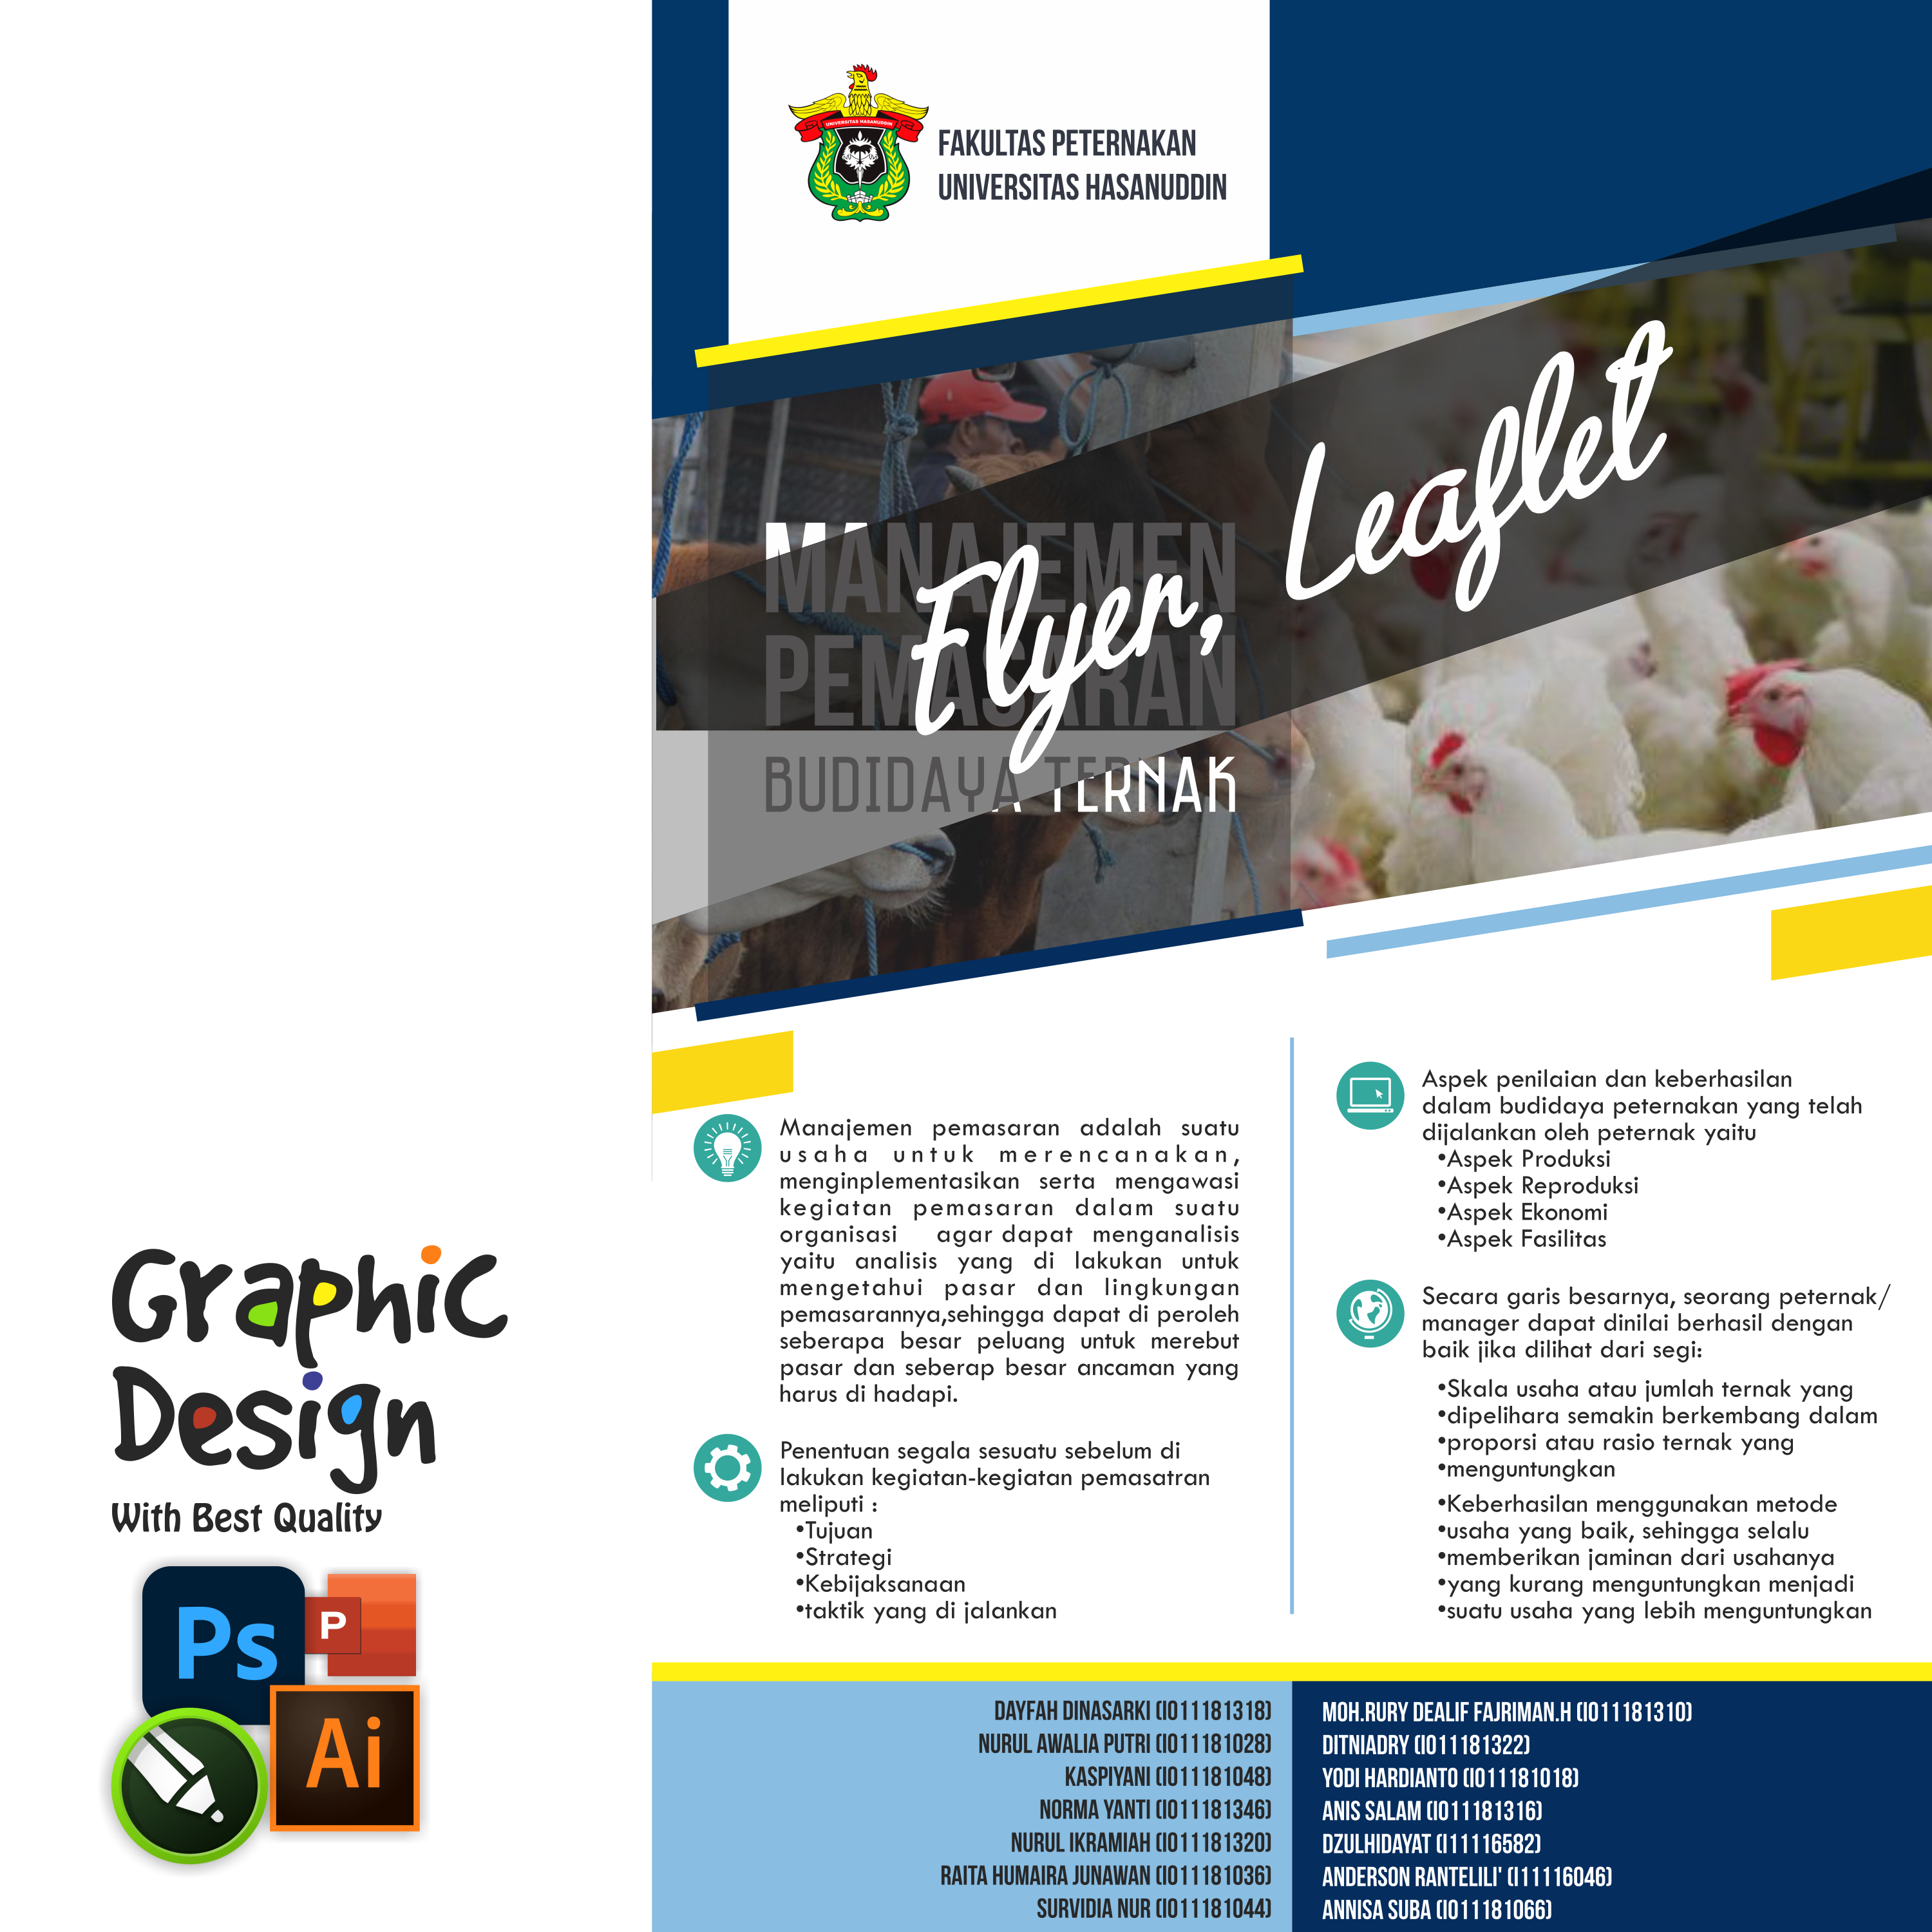 UNIVERSITAS HASANUDDIN
FAKULTAS PETERNAKAN
UNIVERSITAS HASANUDDIN
MANAJEMEN
PEMASARAN
BUDIDAYA TERNAK
Flyer, Leaflet
Manajemen pemasaran adalah suatu
usaha untuk merencanakan,
menginplementasikan serta mengawasi
kegiatan pemasaran dalam suatu
organisasi agar dapat menganalisis
yaitu analisis yang di lakukan untuk
mengetahui pasar dan lingkungan
pemasarannya,sehingga dapat di peroleh
seberapa besar peluang untuk merebut
pasar dan seberap besar ancaman yang
harus di hadapi.
Penentuan segala sesuatu sebelum di
lakukan kegiatan-kegiatan pemasatran
meliputi :
•Tujuan
•Strategi
•Kebijaksanaan
•taktik yang di jalankan
Aspek penilaian dan keberhasilan
dalam budidaya peternakan yang telah
dijalankan oleh peternak yaitu
•Aspek Produksi
•Aspek Reproduksi
•Aspek Ekonomi
•Aspek Fasilitas
Secara garis besarnya, seorang peternak/
manager dapat dinilai berhasil dengan
baik jika dilihat dari segi:
•Skala usaha atau jumlah ternak yang
•dipelihara semakin berkembang dalam
•proporsi atau rasio ternak yang
•menguntungkan
•Keberhasilan menggunakan metode
•usaha yang baik, sehingga selalu
•memberikan jaminan dari usahanya
•yang kurang menguntungkan menjadi
•suatu usaha yang lebih menguntungkan
DAYFAH DINASARKI (I011181318)
NURUL AWALIA PUTRI (I011181028)
KASPIYANI (I011181048)
NORMA YANTI (I011181346)
NURUL IKRAMIAH (I011181320)
RAITA HUMAIRA JUNAWAN (I011181036)
SURVIDIA NUR (I011181044)
MOH.RURY DEALIF FAJRIMAN.H (I011181310)
DITNIADRY (I011181322)
YODI HARDIANTO (I011181018)
ANIS SALAM (I011181316)
DZULHIDAYAT (I11116582)
ANDERSON RANTELILI' (I11116046)
ANNISA SUBA (I011181066)
Graphic
Design
With Best Quality
Ps
P
Ai